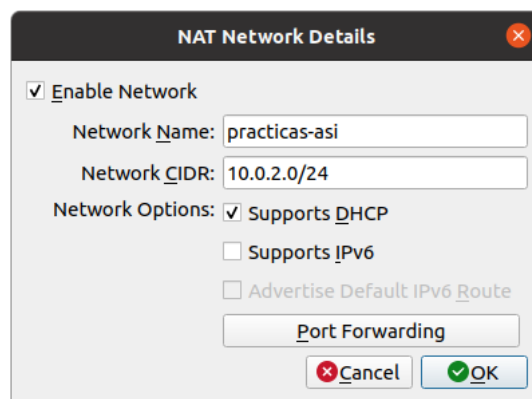 NAT Network Details
Enable Network
Network Name: practicas-asi
Network CIDR: 10.0.2.0/24
Network Options: Supports DHCP
Supports IPv6
Advertise Default IPv6 Route
Port Forwarding
Cancel OK